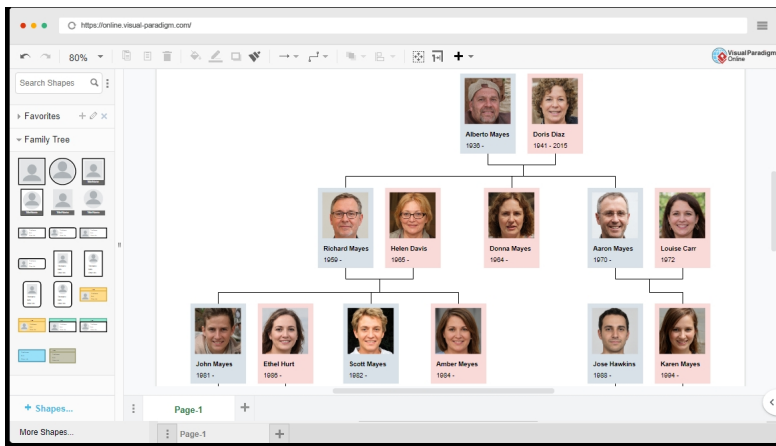 https://online.visual-paradigm.com/
80%
Visual Paradigm
Online
Search Shapes
Favorites
Family Tree
Alberto Mayes
1936 -
Doris Diaz
1941 - 2015
Richard Mayes
1959 -
Helen Davis
1965 -
Donna Mayes
1964 -
Aaron Mayes
1970 -
Louise Carr
1972
John Mayes
1981 -
Ethel Hurt
1986 -
Scott Mayes
1982 -
Amber Meyes
1984 -
Jose Hawkins
1988 -
Karen Mayes
1994 -
+ Shapes...
Page-1
More Shapes...
Page-1